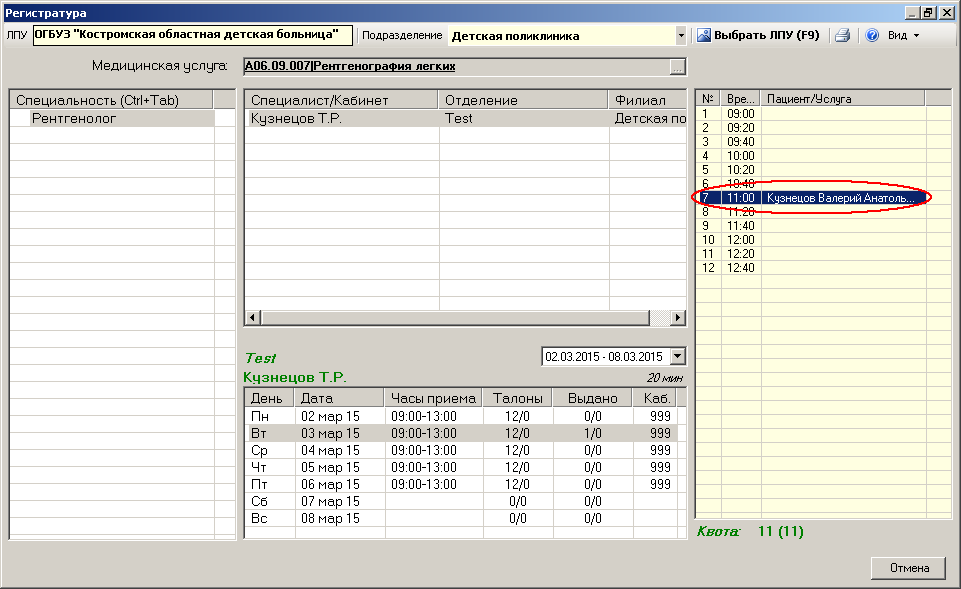 Регистратура
ЛПУ ОГБУЗ "Костромская областная детская больница" Подразделение Детская поликлиника Выбрать ЛПУ (F9) Вид
Медицинская услуга: A06.09.007|Рентгенография легких ...
Специальность (Ctrl+Tab)
Рентгенолог
Специалист/Кабинет Отделение Филиал
Кузнецов Т.Р. Test Детская по
Test 02.03.2015 - 08.03.2015
Кузнецов Т.Р. 20 мин
День Дата Часы приема Талоны Выдано Каб.
Пн 02 мар 15 09:00-13:00 12/0 0/0 999
Вт 03 мар 15 09:00-13:00 12/0 1/0 999
Ср 04 мар 15 09:00-13:00 12/0 0/0 999
Чт 05 мар 15 09:00-13:00 12/0 0/0 999
Пт 06 мар 15 09:00-13:00 12/0 0/0 999
Сб 07 мар 15 0/0 0/0
Вс 08 мар 15 0/0 0/0
№ Вре... Пациент/Услуга
1 09:00
2 09:20
3 09:40
4 10:00
5 10:20
6 10:40
7 11:00 Кузнецов Валерий Анатоль...
8 11:20
9 11:40
10 12:00
11 12:20
12 12:40
Квота: 11 (11)
Отмена